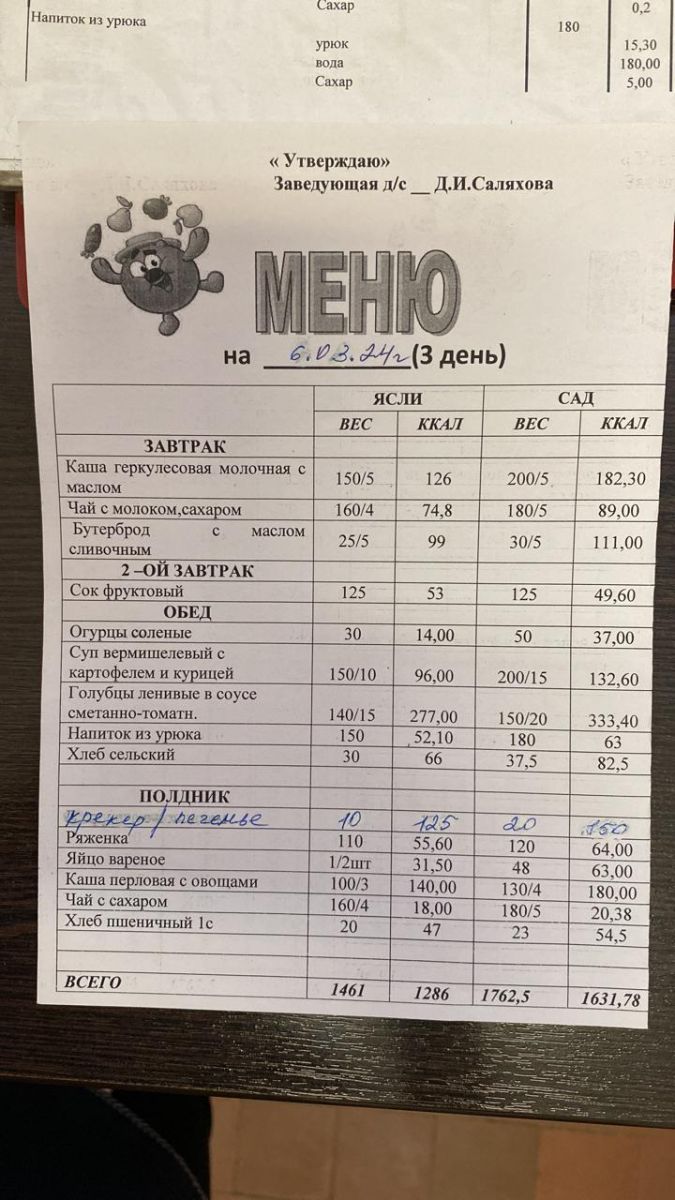 Сахар 0,2
Напиток из урюка 180
урюк 15,30
вода 180,00
Сахар 5,00
« Утверждаю»
Заведующая д/с __ Д.И.Саляхова
МЕНЮ
на 6.03.24г (3 день)
ЯСЛИ САД
ВЕС ККАЛ ВЕС ККАЛ
ЗАВТРАК
Каша геркулесовая молочная с
маслом 150/5 126 200/5 182,30
Чай с молоком,сахаром 160/4 74,8 180/5 89,00
Бутерброд с маслом
сливочным 25/5 99 30/5 111,00
2 –ОЙ ЗАВТРАК
Сок фруктовый 125 53 125 49,60
ОБЕД
Огурцы соленые 30 14,00 50 37,00
Суп вермишелевый с
картофелем и курицей 150/10 96,00 200/15 132,60
Голубцы ленивые в соусе
сметанно-томатн. 140/15 277,00 150/20 333,40
Напиток из урюка 150 52,10 180 63
Хлеб сельский 30 66 37,5 82,5
ПОЛДНИК
крекер/печенье 10 125 20 150
Ряженка 110 55,60 120 64,00
Яйцо вареное 1/2шт 31,50 48 63,00
Каша перловая с овощами 100/3 140,00 130/4 180,00
Чай с сахаром 160/4 18,00 180/5 20,38
Хлеб пшеничный 1с 20 47 23 54,5
ВСЕГО 1461 1286 1762,5 1631,78